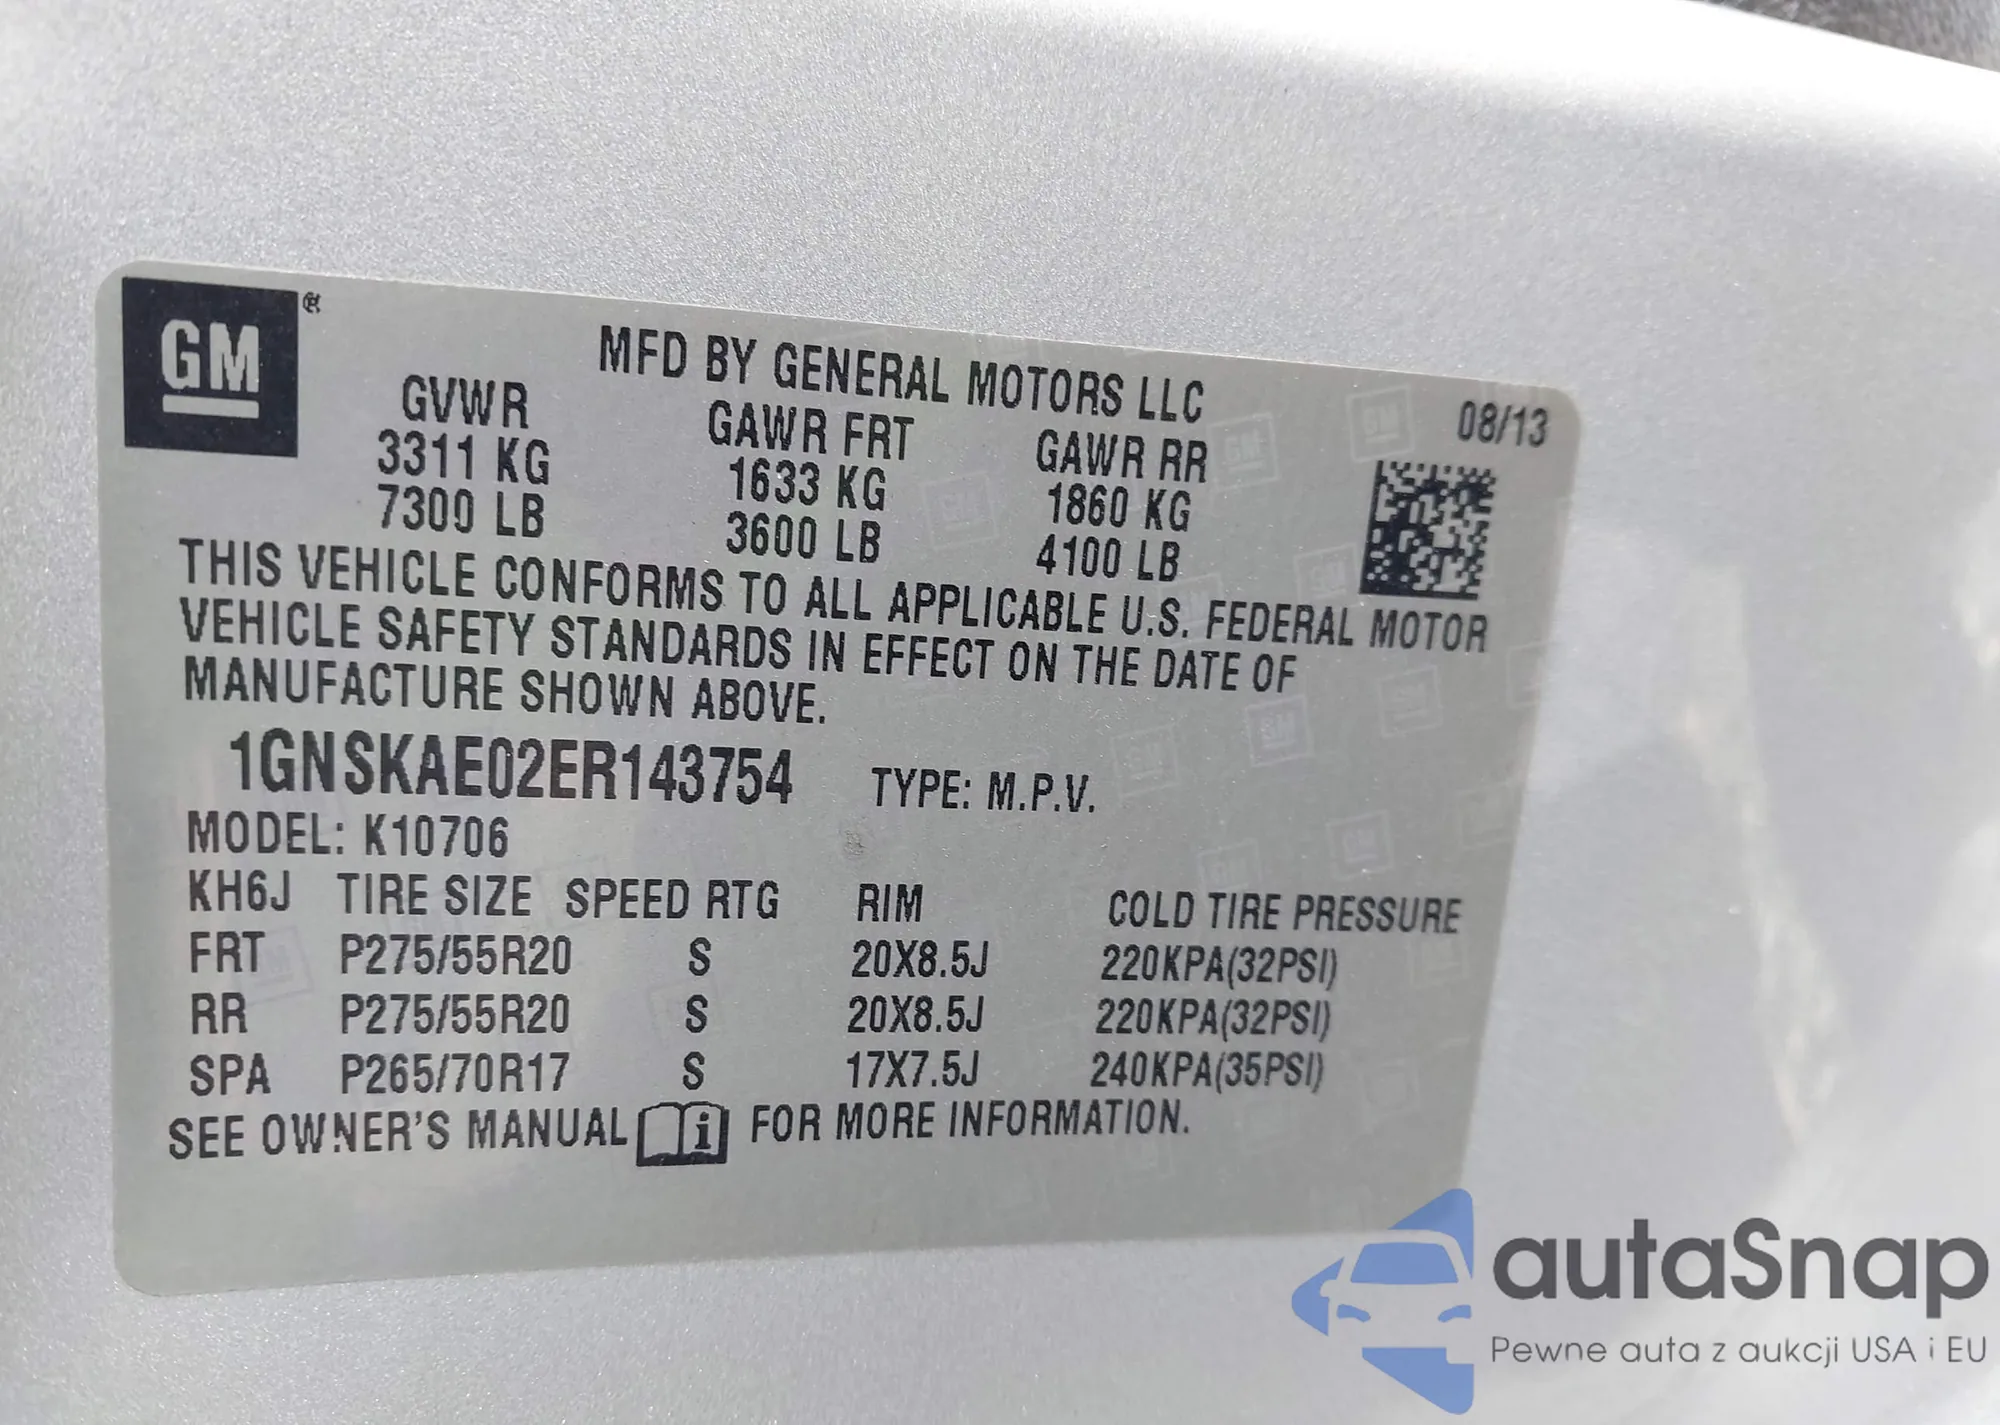 GM®
MFD BY GENERAL MOTORS LLC
08/13
GVWR GAWR FRT GAWR RR
3311 KG 1633 KG 1860 KG
7300 LB 3600 LB 4100 LB
THIS VEHICLE CONFORMS TO ALL APPLICABLE U.S. FEDERAL MOTOR
VEHICLE SAFETY STANDARDS IN EFFECT ON THE DATE OF
MANUFACTURE SHOWN ABOVE.
1GNSKAE02ER143754 TYPE: M.P.V.
MODEL: K10706
KH6J TIRE SIZE SPEED RTG RIM COLD TIRE PRESSURE
FRT P275/55R20 S 20X8.5J 220KPA(32PSI)
RR P275/55R20 S 20X8.5J 220KPA(32PSI)
SPA P265/70R17 S 17X7.5J 240KPA(35PSI)
SEE OWNER'S MANUAL i FOR MORE INFORMATION.
autaSnap
Pewne auta z aukcji USA i EU